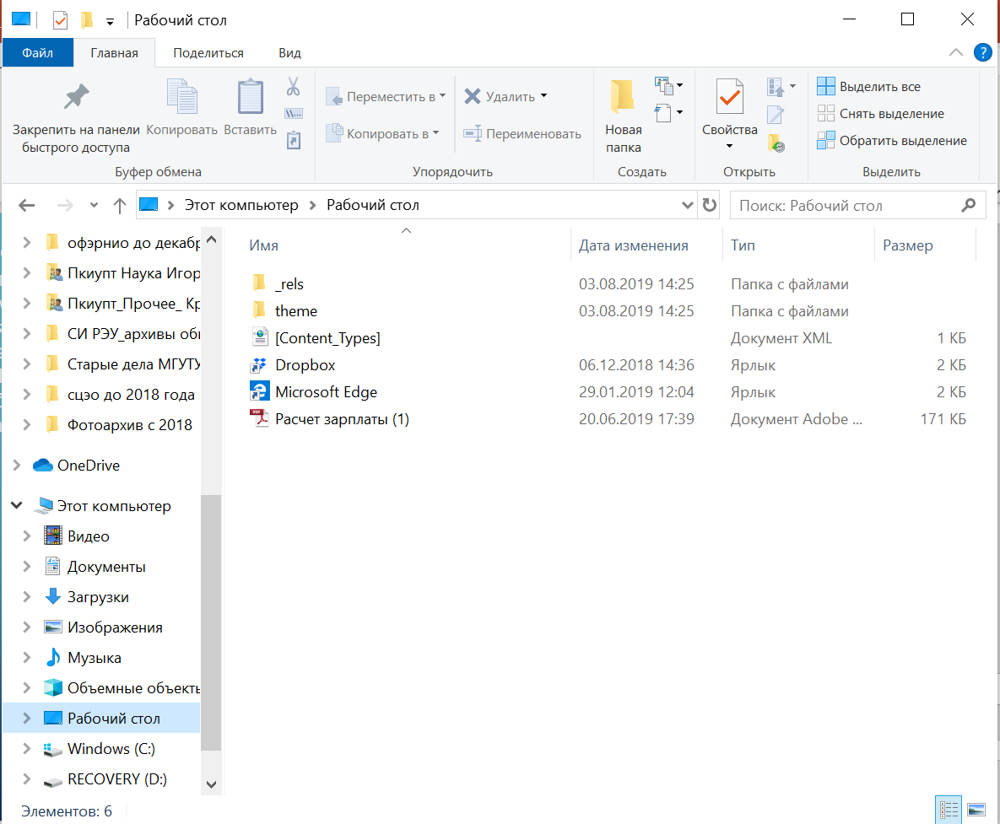 Рабочий стол
Файл Главная Поделиться Вид
Закрепить на панели быстрого доступа
Копировать
Вставить
Буфер обмена
Переместить в
Копировать в
Удалить
Переименовать
Упорядочить
Новая папка
Создать
Свойства
Открыть
Выделить все
Снять выделение
Обратить выделение
Выделить
Этот компьютер > Рабочий стол
Поиск: Рабочий стол
офэрнио до декабр
Пкиупт Наука Игор
Пкиупт_Прочее_ Кр
СИ РЭУ_архивы об
Старые дела МГУТУ
сцэо до 2018 года
Фотоархив с 2018
OneDrive
Этот компьютер
Видео
Документы
Загрузки
Изображения
Музыка
Объемные объекты
Рабочий стол
Windows (C:)
RECOVERY (D:)
Имя Дата изменения Тип Размер
_rels 03.08.2019 14:25 Папка с файлами
theme 03.08.2019 14:25 Папка с файлами
[Content_Types] Документ XML 1 КБ
Dropbox 06.12.2018 14:36 Ярлык 2 КБ
Microsoft Edge 29.01.2019 12:04 Ярлык 2 КБ
Расчет зарплаты (1) 20.06.2019 17:39 Документ Adobe ... 171 КБ
Элементов: 6